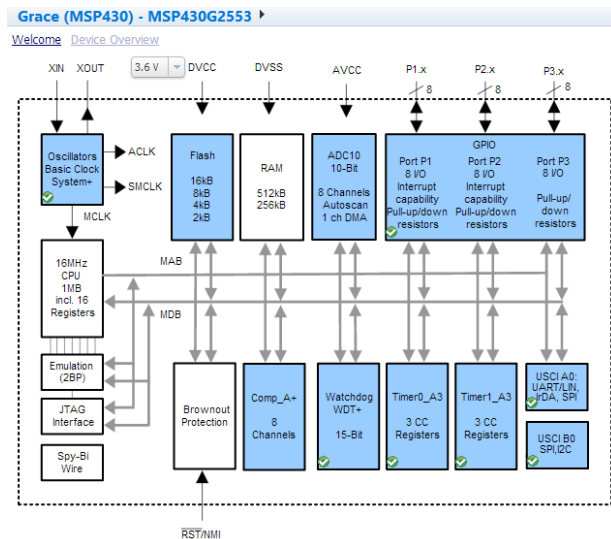 Grace (MSP430) - MSP430G2553
Welcome Device Overview
XIN XOUT 3.6 V DVCC DVSS AVCC P1.x P2.x P3.x
8 8 8
Oscillators
Basic Clock
System+
ACLK
SMCLK
MCLK
Flash
16kB
8kB
4kB
2kB
RAM
512kB
256kB
ADC10
10-Bit
8 Channels
Autoscan
1 ch DMA
GPIO
Port P1
8 I/O
Interrupt
capability
Pull-up/down
resistors
Port P2
8 I/O
Interrupt
capability
Pull-up/down
resistors
Port P3
8 I/O
Pull-up/
down
resistors
16MHz
CPU
1MB
incl. 16
Registers
MAB
MDB
Emulation
(2BP)
JTAG
Interface
Spy-Bi
Wire
Brownout
Protection
Comp_A+
8
Channels
Watchdog
WDT+
15-Bit
Timer0_A3
3 CC
Registers
Timer1_A3
3 CC
Registers
USCI A0:
UART/LIN,
IrDA, SPI
USCI B0
SPI,I2C
RST/NMI